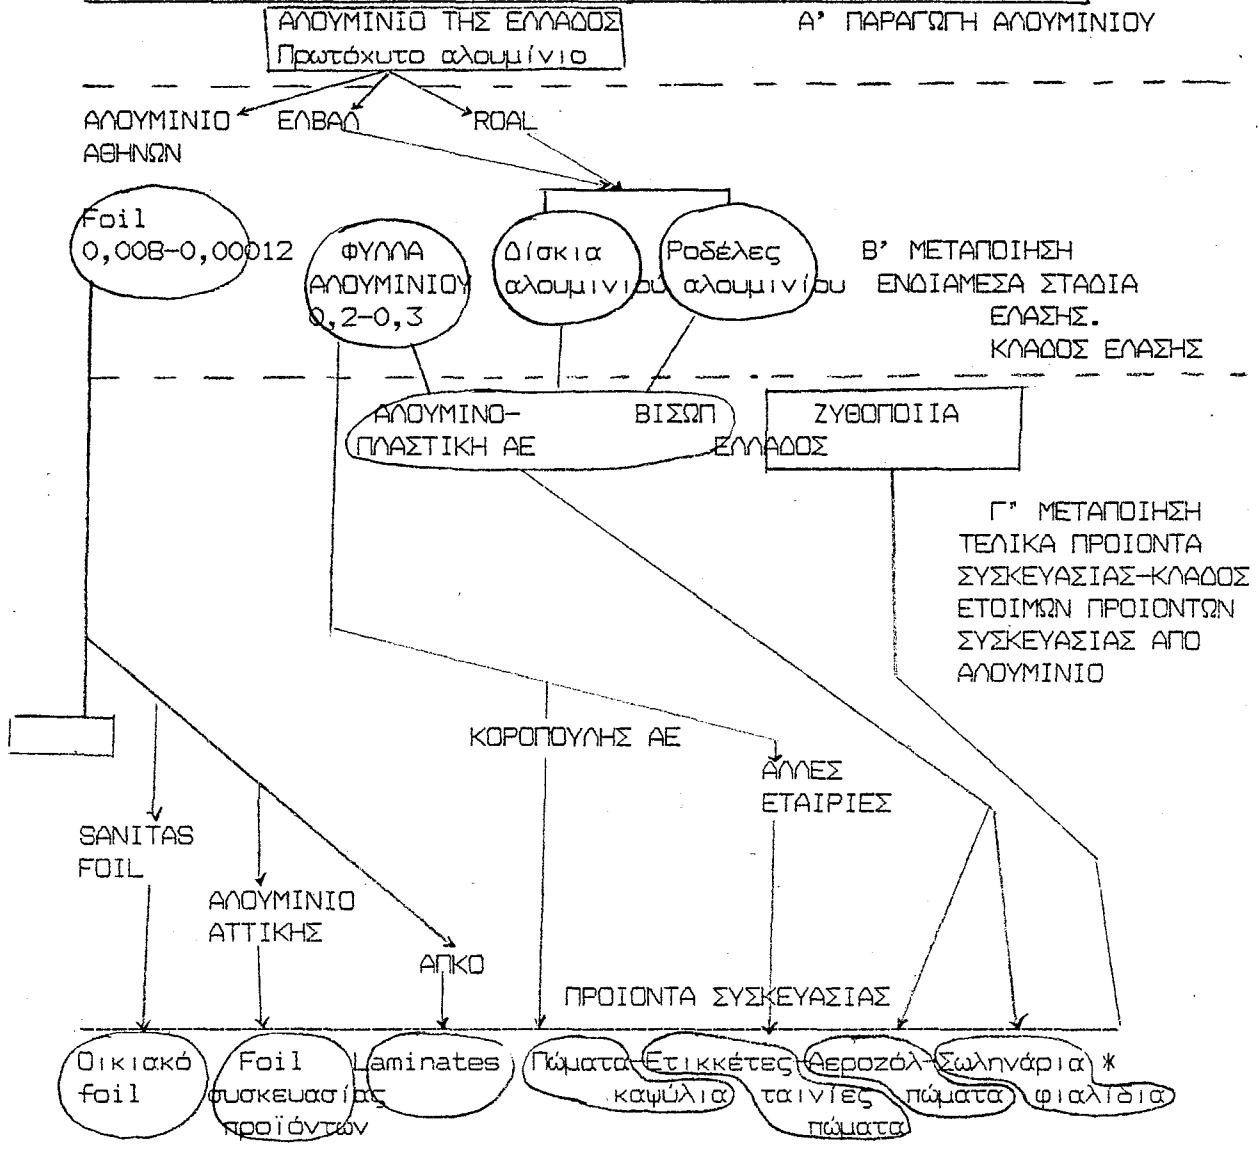 ΑΛΟΥΜΙΝΙΟ ΤΗΣ ΕΛΛΑΔΟΣ
Πρωτόχυτο αλουμίνιο
Α' ΠΑΡΑΓΩΓΗ ΑΛΟΥΜΙΝΙΟΥ
ΑΛΟΥΜΙΝΙΟ
ΑΘΗΝΩΝ
ΕΛΒΑΛ
ROAL
Foil
0,008-0,00012
ΦΥΛΛΑ
ΑΛΟΥΜΙΝΙΟΥ
0,2-0,3
Δίσκια
αλουμινιού
Ροδέλες
αλουμινίου
Β' ΜΕΤΑΠΟΙΗΣΗ
ΕΝΔΙΑΜΕΣΑ ΣΤΑΔΙΑ
ΕΛΑΣΗΣ.
ΚΛΑΔΟΣ ΕΛΑΣΗΣ
ΑΛΟΥΜΙΝΟ-
ΠΛΑΣΤΙΚΗ ΑΕ
ΒΙΣΩΠ
ΕΛΛΑΔΟΣ
ΖΥΘΟΠΟΙΙΑ
Γ' ΜΕΤΑΠΟΙΗΣΗ
ΤΕΛΙΚΑ ΠΡΟΙΟΝΤΑ
ΣΥΣΚΕΥΑΣΙΑΣ-ΚΛΑΔΟΣ
ΕΤΟΙΜΩΝ ΠΡΟΙΟΝΤΩΝ
ΣΥΣΚΕΥΑΣΙΑΣ ΑΠΟ
ΑΛΟΥΜΙΝΙΟ
ΚΟΡΟΠΟΥΛΗΣ ΑΕ
ΑΛΛΕΣ
ΕΤΑΙΡΙΕΣ
SANITAS
FOIL
ΑΛΟΥΜΙΝΙΟ
ΑΤΤΙΚΗΣ
ΑΠΚΟ
ΠΡΟΙΟΝΤΑ ΣΥΣΚΕΥΑΣΙΑΣ
Οικιακό
foil
Foil
συσκευασίας
προϊόντων
Laminates
Πώματα-Ετικκέτες-Αεροζόλ-Σωληνάρια *
καψύλια ταινίες πώματα φιαλίδια
πώματα